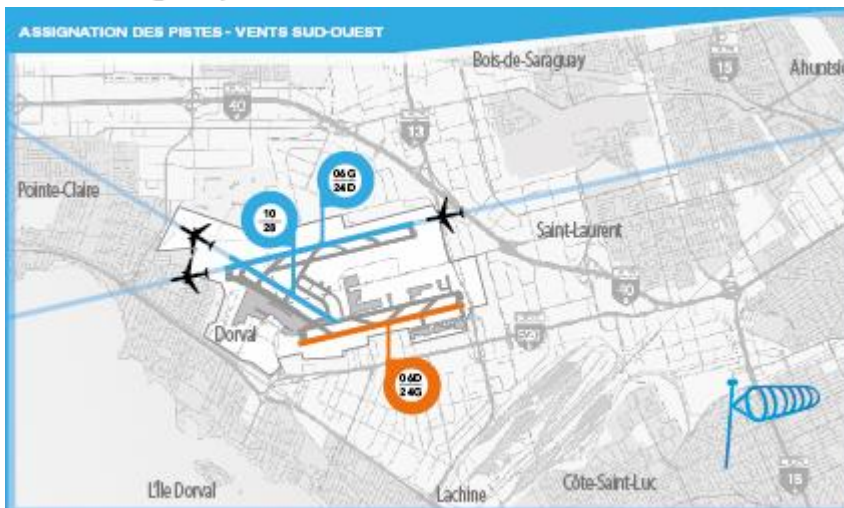 ASSIGNATION DES PISTES - VENTS SUD-OUEST
Bois-de-Saraguay
15
Ahuntsic
40
13
Pointe-Claire
06G
24D
10
28
Saint-Laurent
40
520
Dorval
06D
24G
L'Île Dorval
Lachine
Côte-Saint-Luc
15